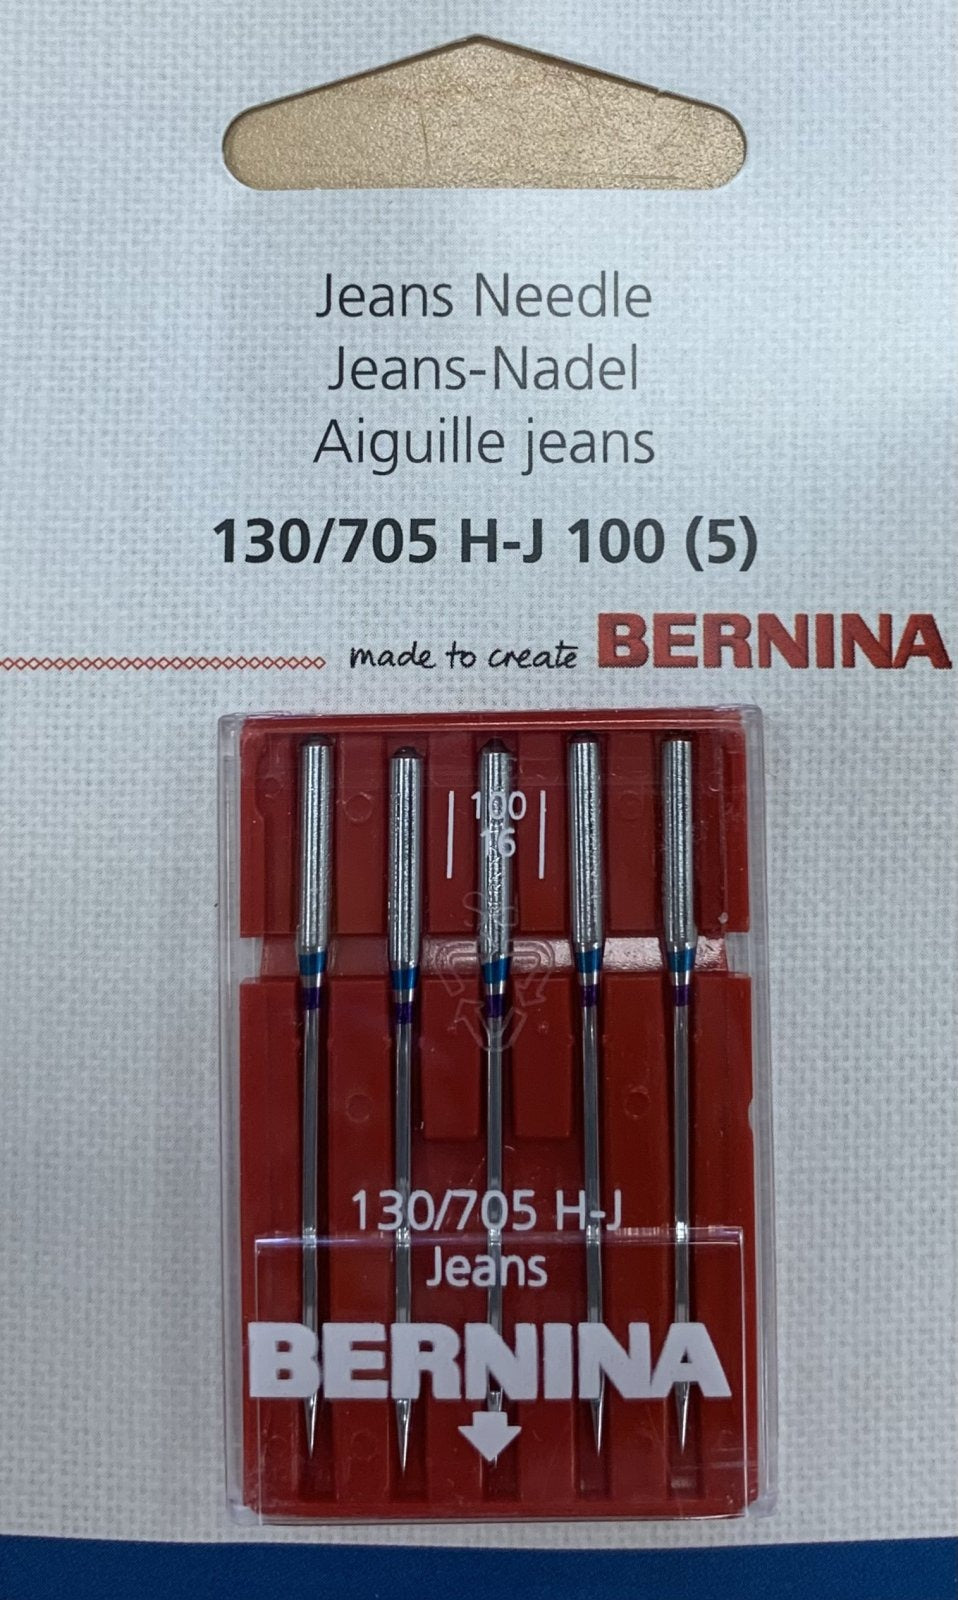 Jeans Needle
Jeans-Nadel
Aiguille jeans
130/705 H-J 100 (5)
made to create BERNINA
100
16
130/705 H-J
Jeans
BERNINA